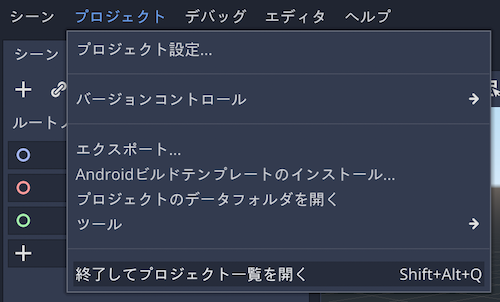 シーン プロジェクト デバッグ エディタ ヘルプ
シーン
プロジェクト設定...
バージョンコントロール
ルート
エクスポート...
Androidビルドテンプレートのインストール...
プロジェクトのデータフォルダを開く
ツール
終了してプロジェクト一覧を開く Shift+Alt+Q